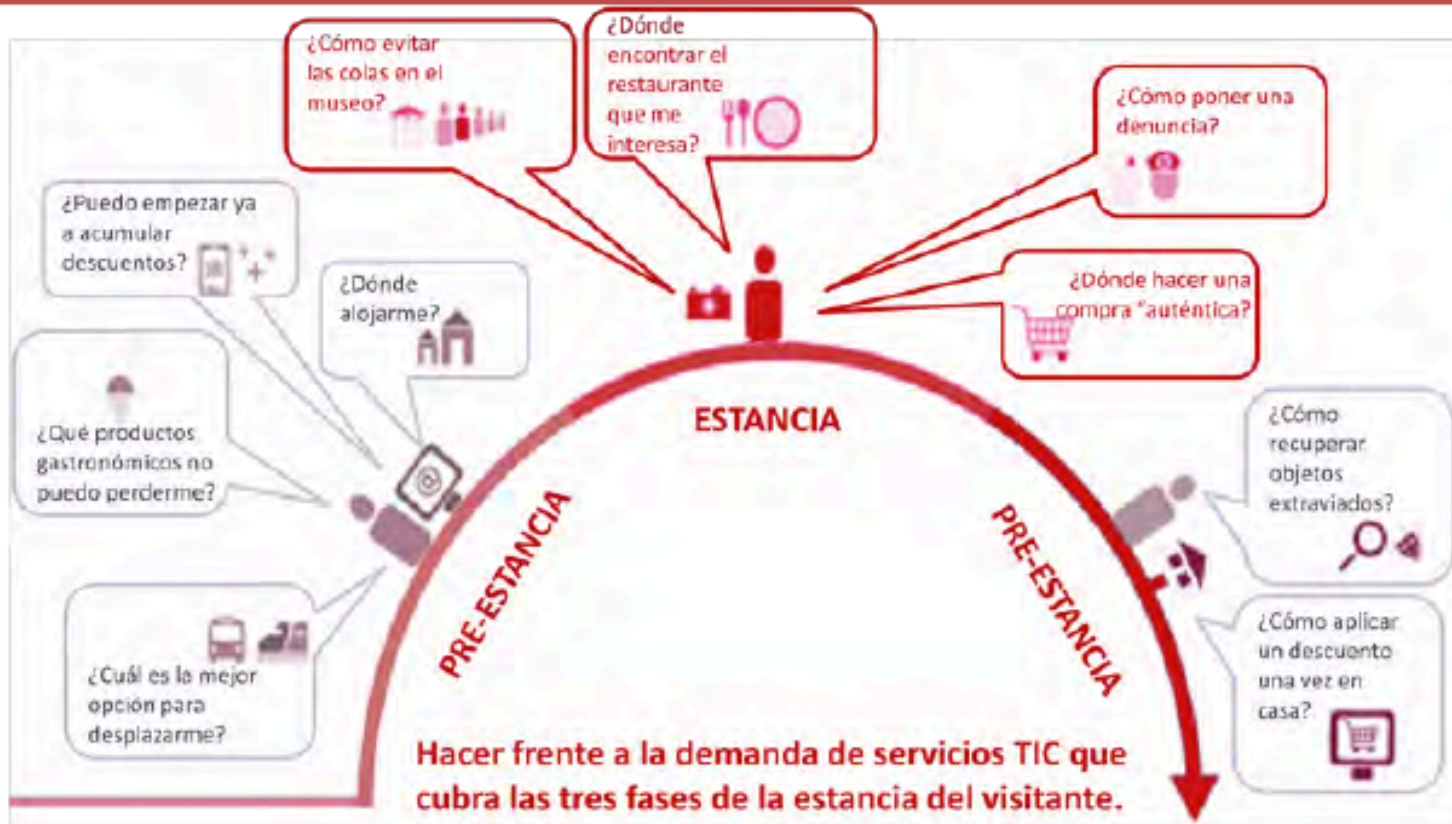 ¿Cómo evitar
las colas en el
museo?
¿Dónde
encontrar el
restaurante
que me
interesa?
¿Cómo poner una
denuncia?
¿Puedo empezar ya
a acumular
descuentos?
¿Dónde
alojarme?
¿Dónde hacer una
compra "auténtica?
¿Qué productos
gastronómicos no
puedo perderme?
@
ESTANCIA
¿Cómo
recuperar
objetos
extraviados?
PRE-ESTANCIA
PRE-ESTANCIA
¿Cuál es la mejor
opción para
desplazarme?
¿Cómo aplicar
un descuento
una vez en
casa?
Hacer frente a la demanda de servicios TIC que
cubra las tres fases de la estancia del visitante.